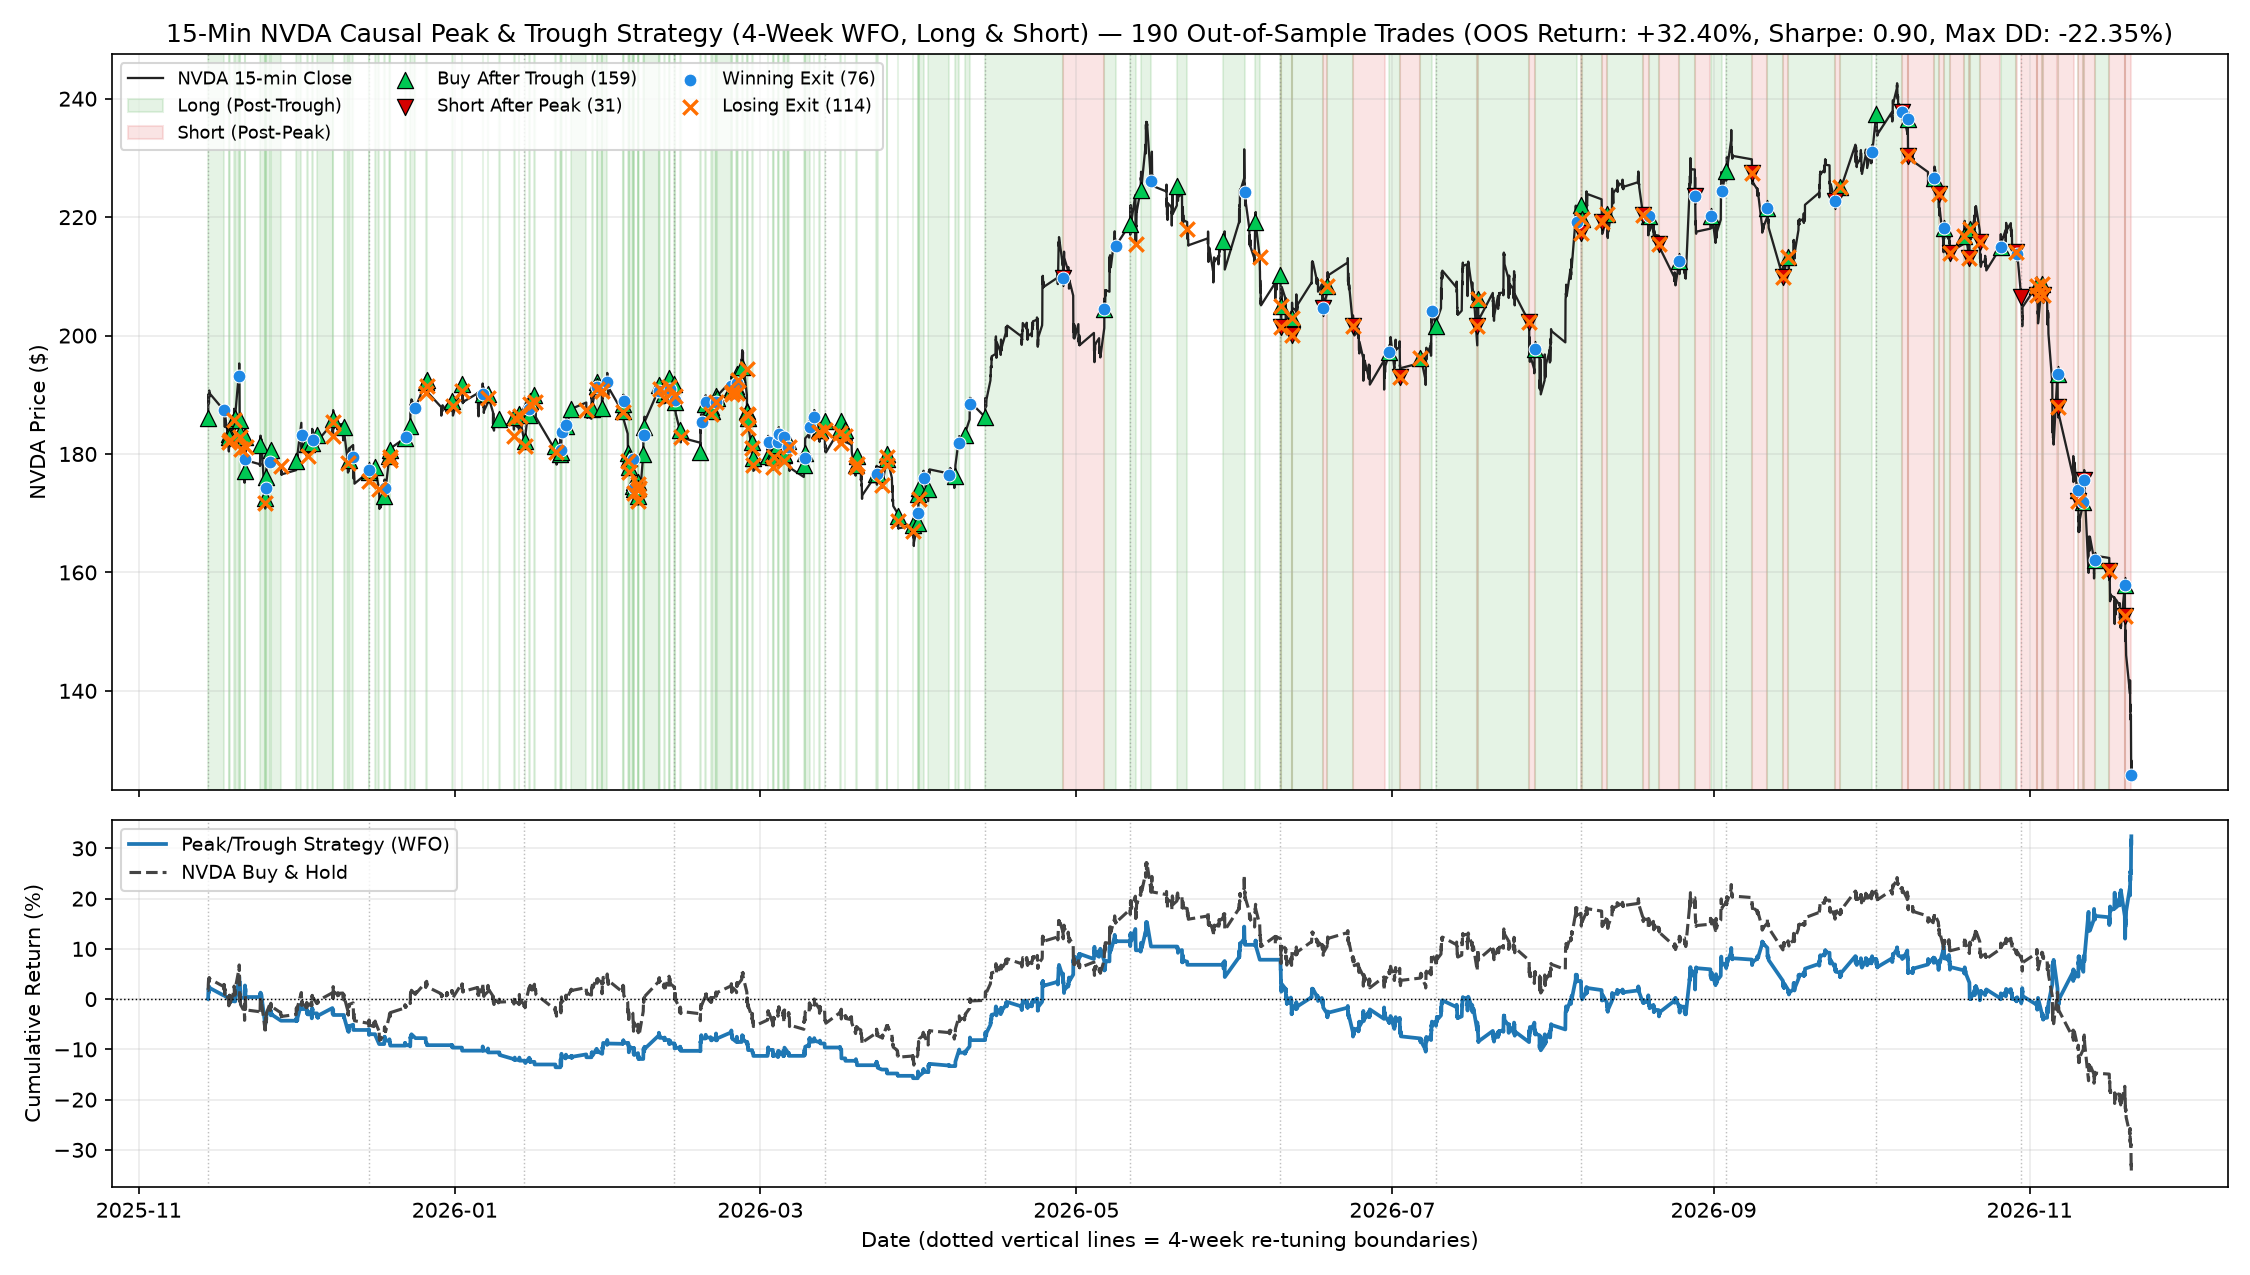 15-Min NVDA Causal Peak & Trough Strategy (4-Week WFO, Long & Short) — 190 Out-of-Sample Trades (OOS Return: +32.40%, Sharpe: 0.90, Max DD: -22.35%)
NVDA 15-min Close
Long (Post-Trough)
Short (Post-Peak)
Buy After Trough (159)
Short After Peak (31)
Winning Exit (76)
Losing Exit (114)
NVDA Price ($)
240
220
200
180
160
140
Peak/Trough Strategy (WFO)
NVDA Buy & Hold
Cumulative Return (%)
30
20
10
0
−10
−20
−30
2025-11
2026-01
2026-03
2026-05
2026-07
2026-09
2026-11
Date (dotted vertical lines = 4-week re-tuning boundaries)